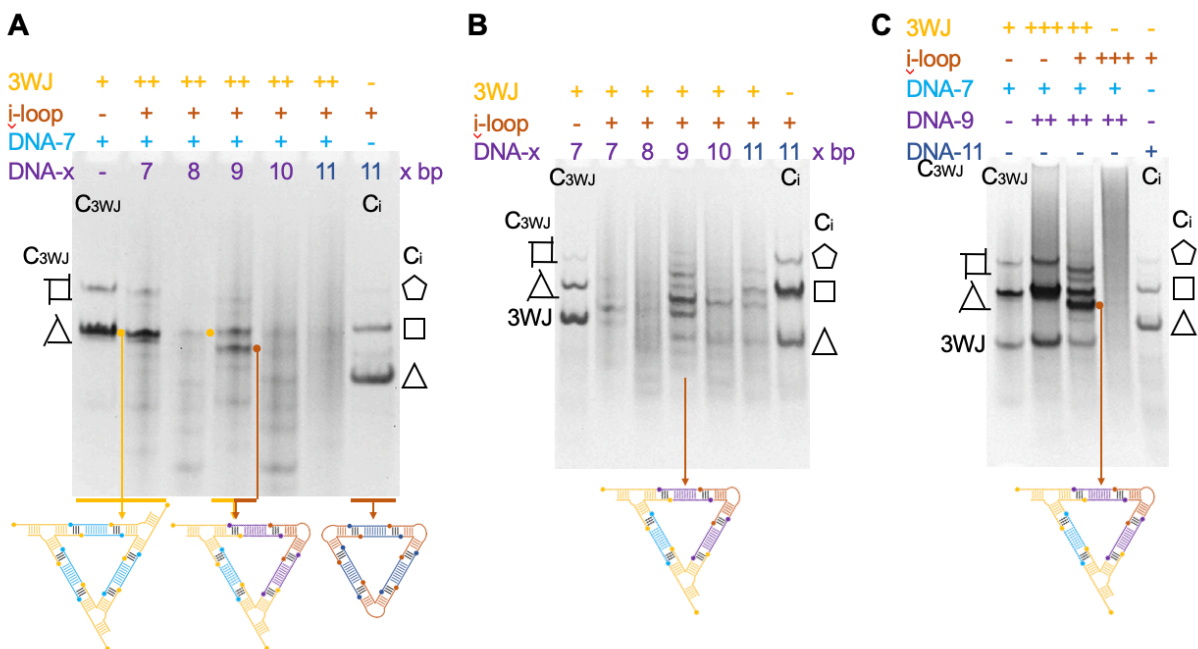 A
3WJ + ++ ++ ++ ++ ++ -
i-loop - + + + + + +
DNA-7 + + + + + + -
DNA-x - 7 8 9 10 11 11 x bp
C3WJ Ci
C3WJ Ci
B
3WJ + + + + + + -
i-loop - + + + + + +
DNA-x 7 7 8 9 10 11 11 x bp
C3WJ Ci
C3WJ Ci
3WJ
C
3WJ + +++ ++ - -
i-loop - - + +++ +
DNA-7 + + + + -
DNA-9 - ++ ++ ++ -
DNA-11 - - - - +
C3WJ C3WJ Ci
Ci
3WJ